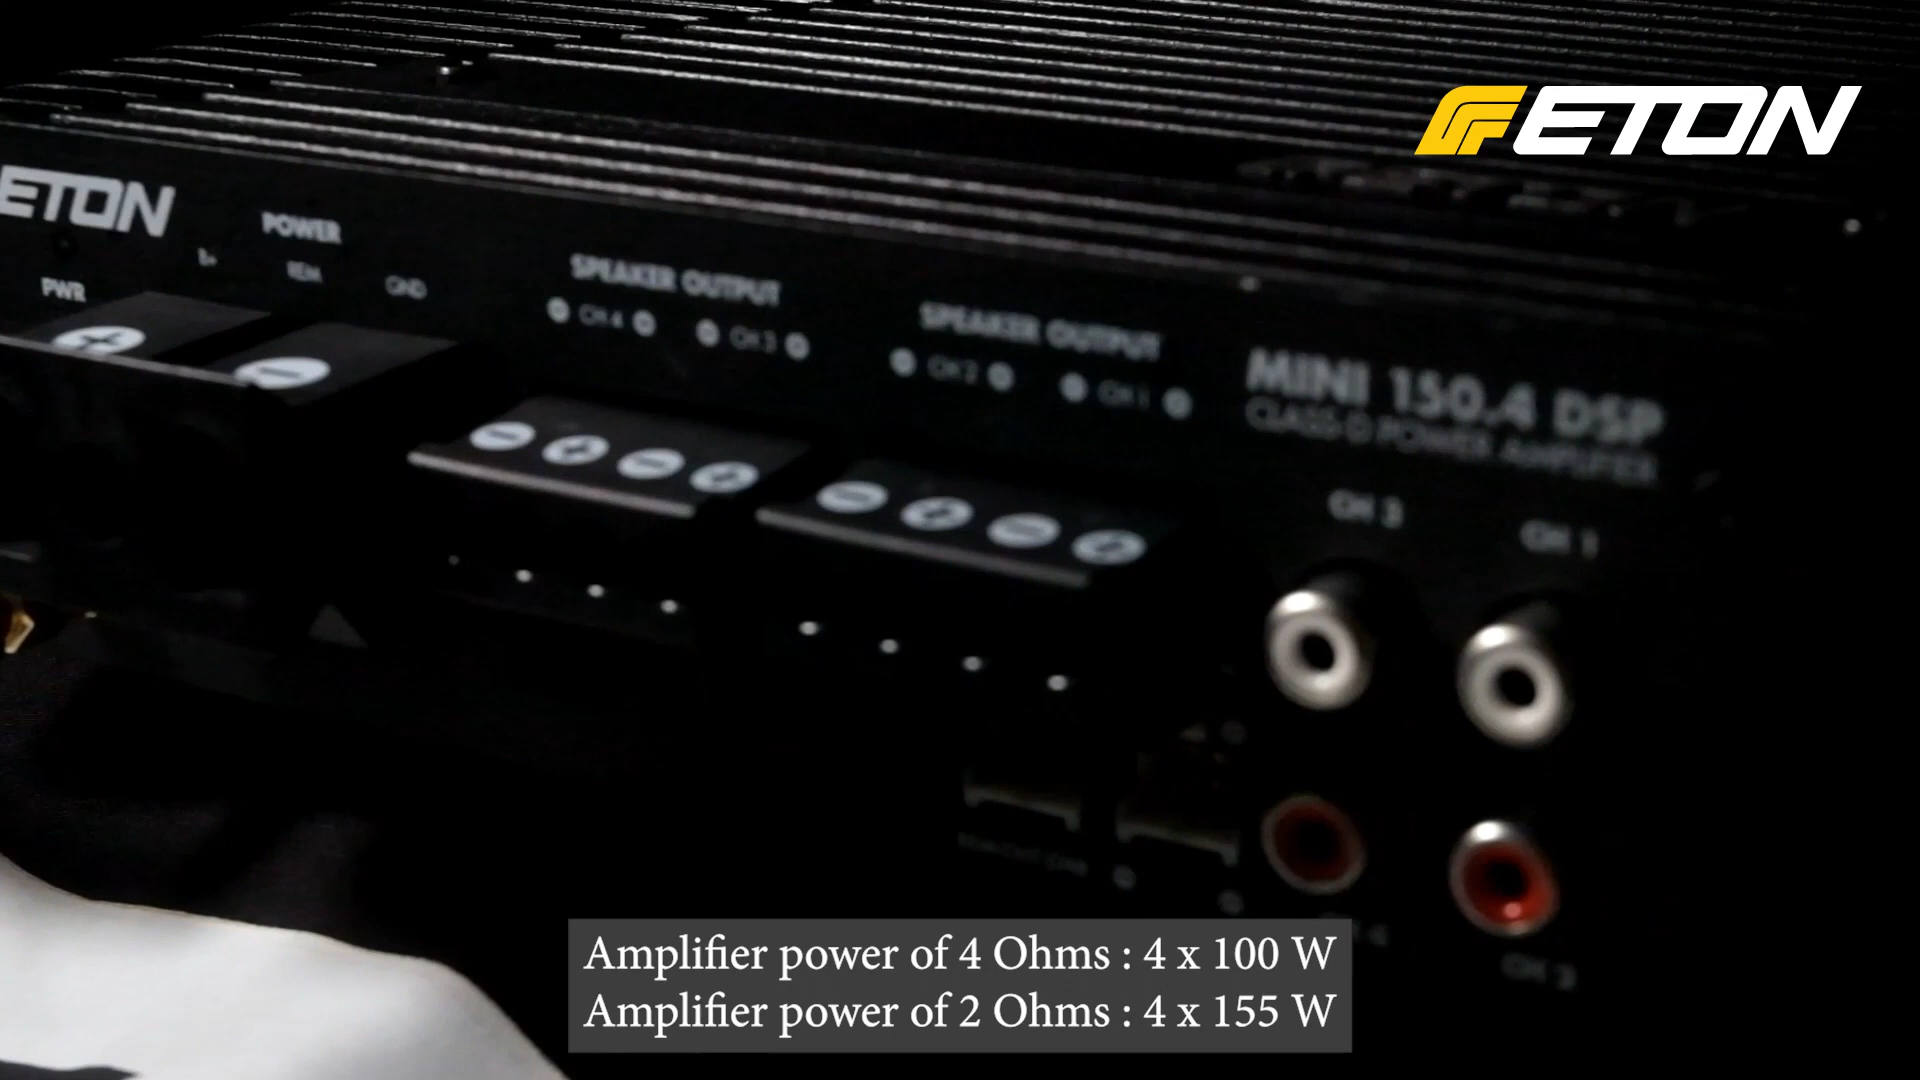 ETON
ETON
POWER
PWR
B+
REM
GND
SPEAKER OUTPUT
CH 4
CH 3
SPEAKER OUTPUT
CH 2
CH 1
MINI 150.4 DSP
CLASS D POWER AMPLIFIER
CH 3
CH 1
CH 2
Amplifier power of 4 Ohms : 4 x 100 W
Amplifier power of 2 Ohms : 4 x 155 W